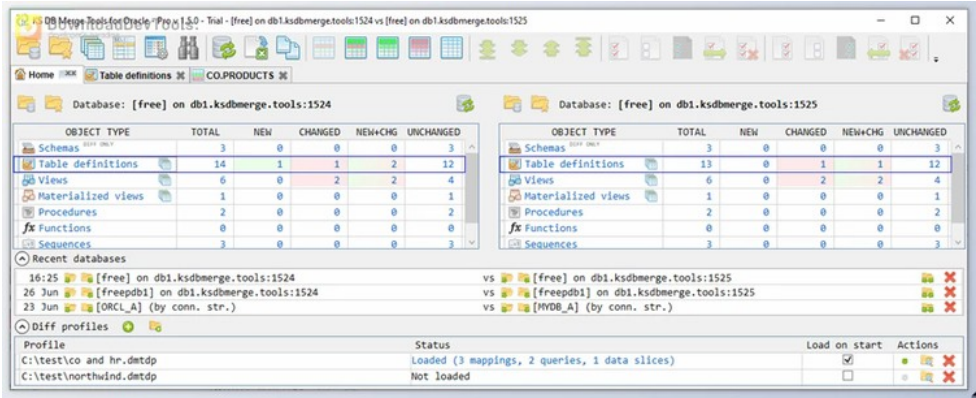 KS DB Merge Tools for Oracle - Pro v 1.5.0 - Trial - [free] on db1.ksdbmerge.tools:1524 vs [free] on db1.ksdbmerge.tools:1525
DownloadDevTools.
Home Table definitions CO.PRODUCTS
Database: [free] on db1.ksdbmerge.tools:1524 Database: [free] on db1.ksdbmerge.tools:1525
OBJECT TYPE TOTAL NEW CHANGED NEW+CHG UNCHANGED OBJECT TYPE TOTAL NEW CHANGED NEW+CHG UNCHANGED
Schemas DIFF ONLY 3 0 0 0 3 Schemas DIFF ONLY 3 0 0 0 3
Table definitions 14 1 1 2 12 Table definitions 13 0 1 1 12
Views 6 0 2 2 4 Views 6 0 2 2 4
Materialized views 1 0 0 0 1 Materialized views 1 0 0 0 1
Procedures 2 0 0 0 2 Procedures 2 0 0 0 2
fx Functions 0 0 0 0 0 fx Functions 0 0 0 0 0
Sequences 3 0 0 0 3 Sequences 3 0 0 0 3
Recent databases
16:25 [free] on db1.ksdbmerge.tools:1524 vs [free] on db1.ksdbmerge.tools:1525
26 Jun [freepdb1] on db1.ksdbmerge.tools:1524 vs [freepdb1] on db1.ksdbmerge.tools:1525
23 Jun [ORCL_A] (by conn. str.) vs [MYDB_A] (by conn. str.)
Diff profiles
Profile Status Load on start Actions
C:\test\co and hr.dmtdp Loaded (3 mappings, 2 queries, 1 data slices)
C:\test\northwind.dmtdp Not loaded